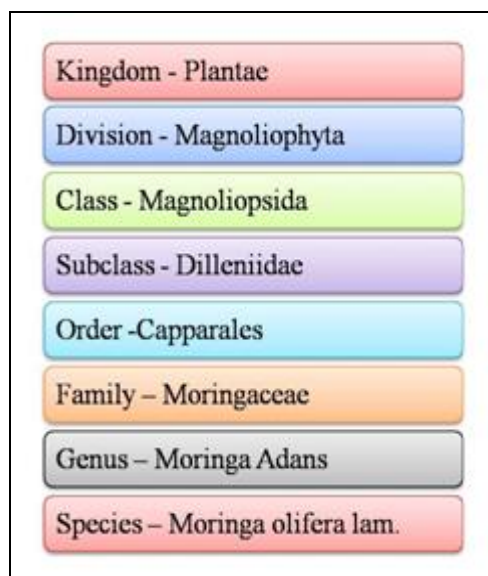 Kingdom - Plantae
Division - Magnoliophyta
Class - Magnoliopsida
Subclass - Dilleniidae
Order -Capparales
Family – Moringaceae
Genus – Moringa Adans
Species – Moringa olifera lam.